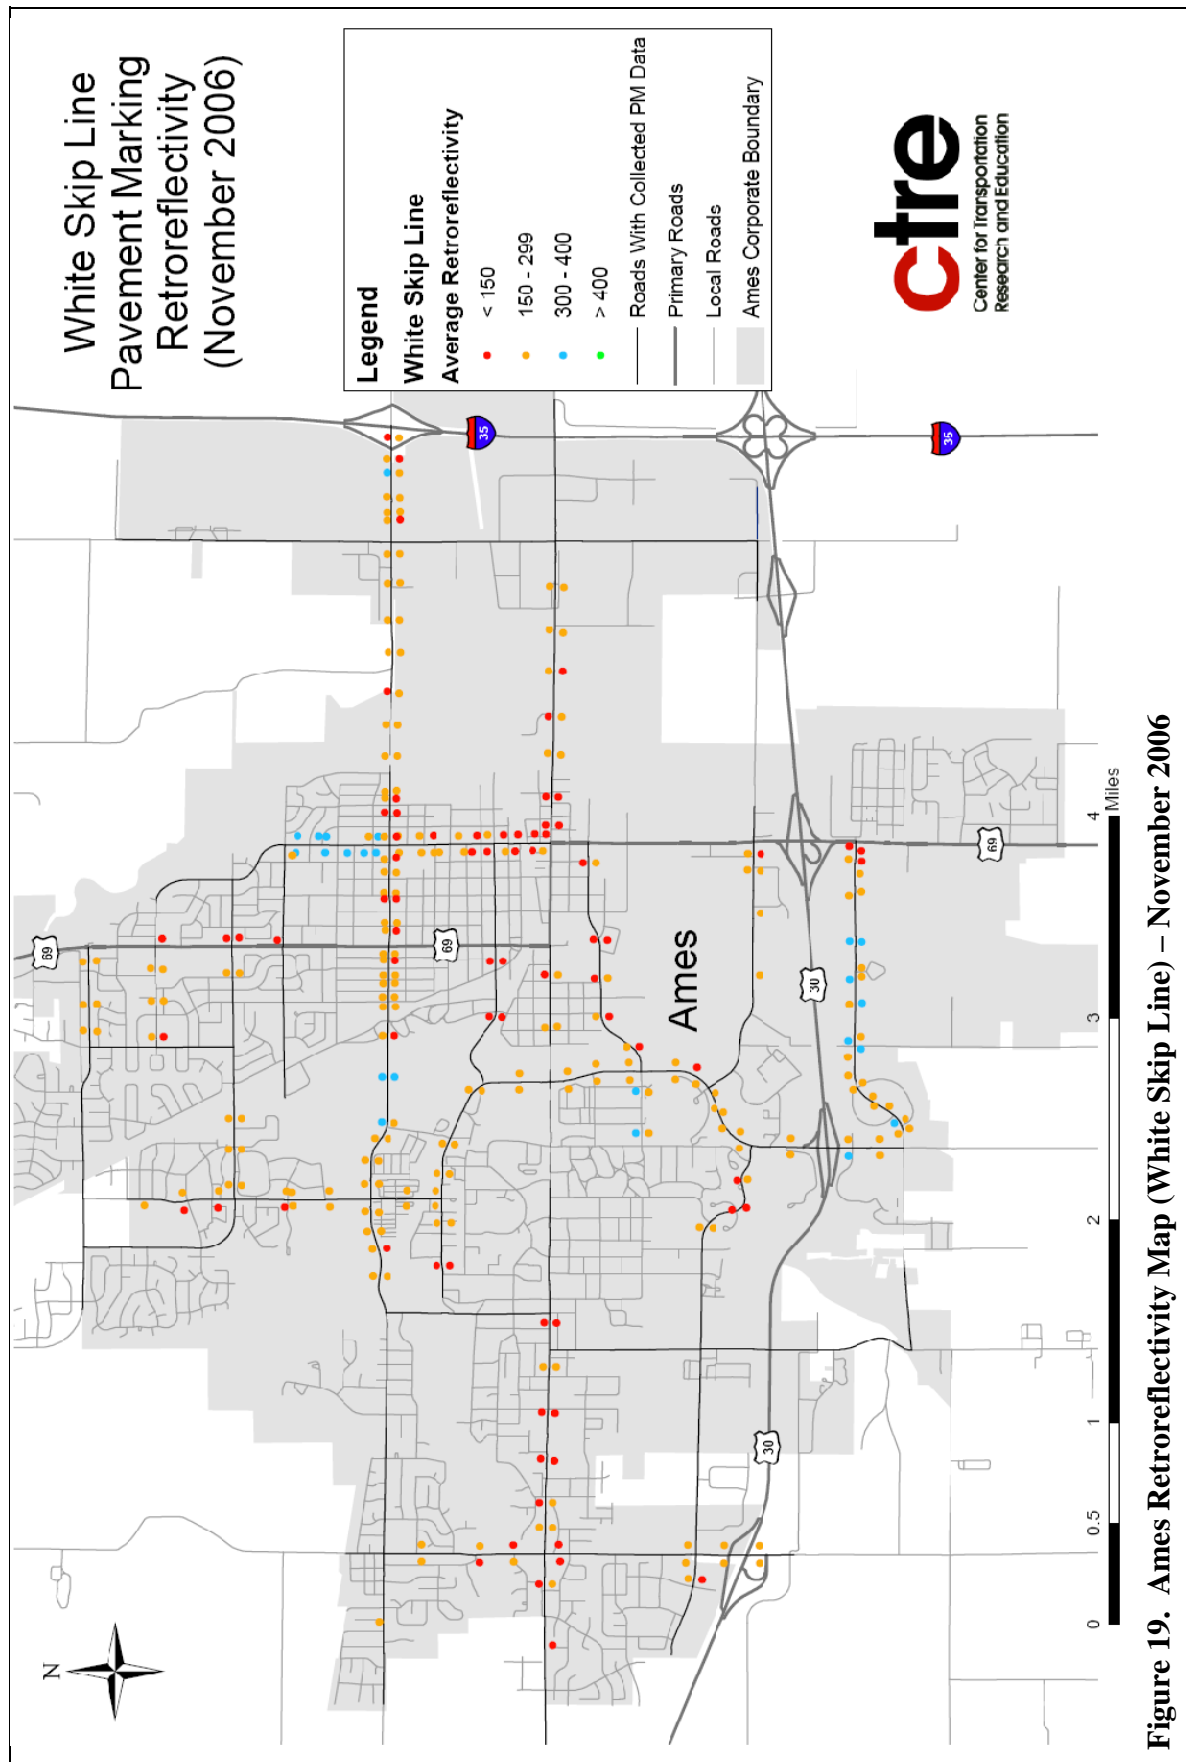 White Skip Line
Pavement Marking
Retroreflectivity
(November 2006)
Legend
White Skip Line
Average Retroreflectivity
< 150
150 - 299
300 - 400
> 400
Roads With Collected PM Data
Primary Roads
Local Roads
Ames Corporate Boundary
ctre
Center for Transportation
Research and Education
N
69
69
35
35
Ames
30
69
30
0 0.5 1 2 3 4
Miles
Figure 19. Ames Retroreflectivity Map (White Skip Line) – November 2006